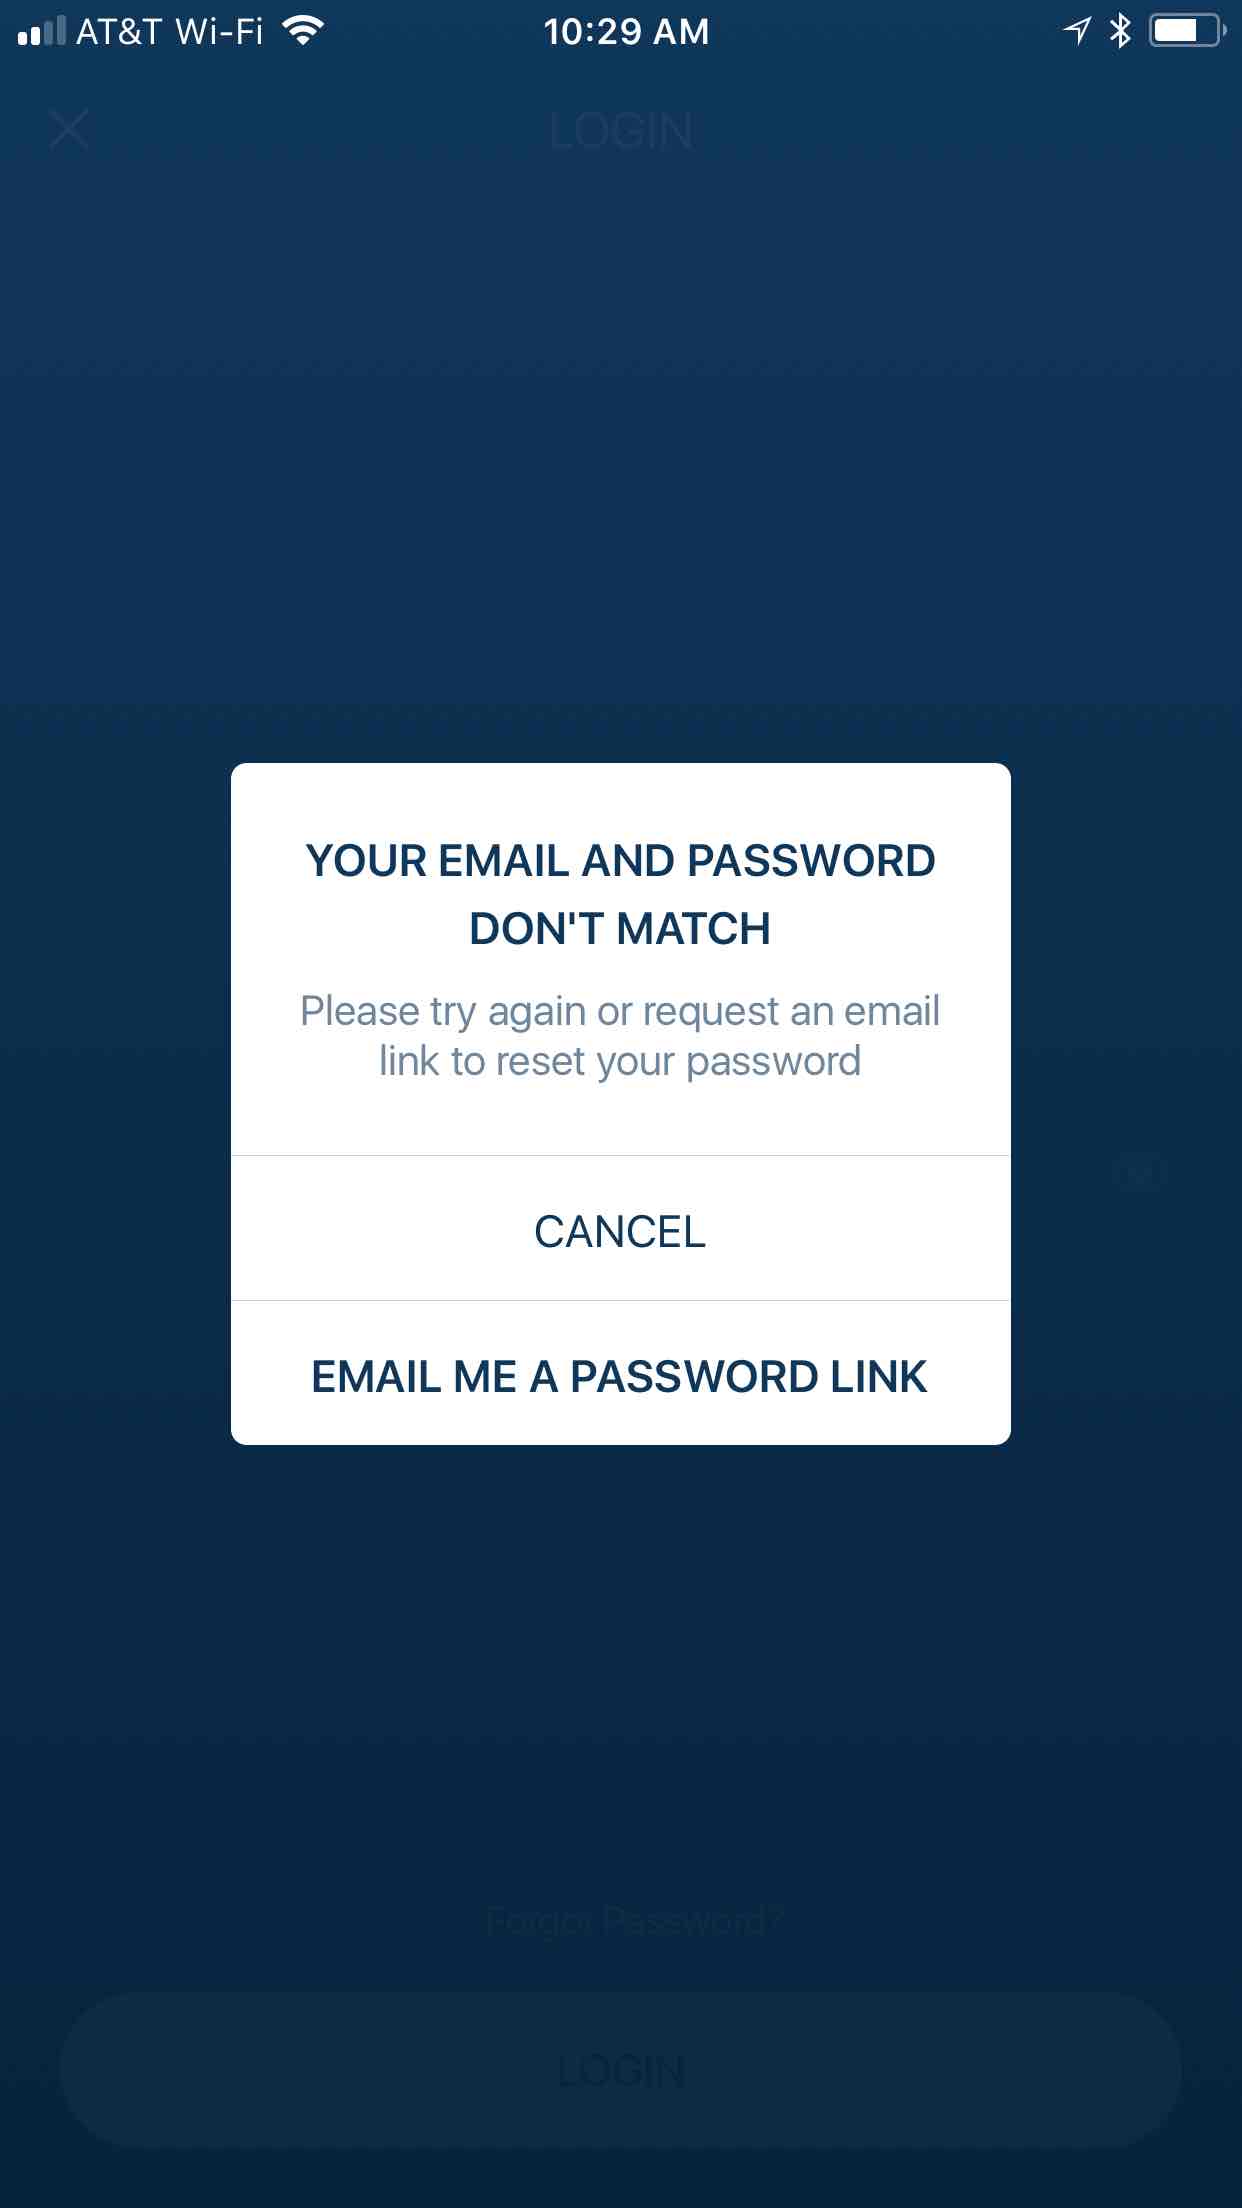 AT&T Wi-Fi 10:29 AM
LOGIN
YOUR EMAIL AND PASSWORD
DON'T MATCH
Please try again or request an email
link to reset your password
CANCEL
EMAIL ME A PASSWORD LINK
Forgot Password?
LOGIN